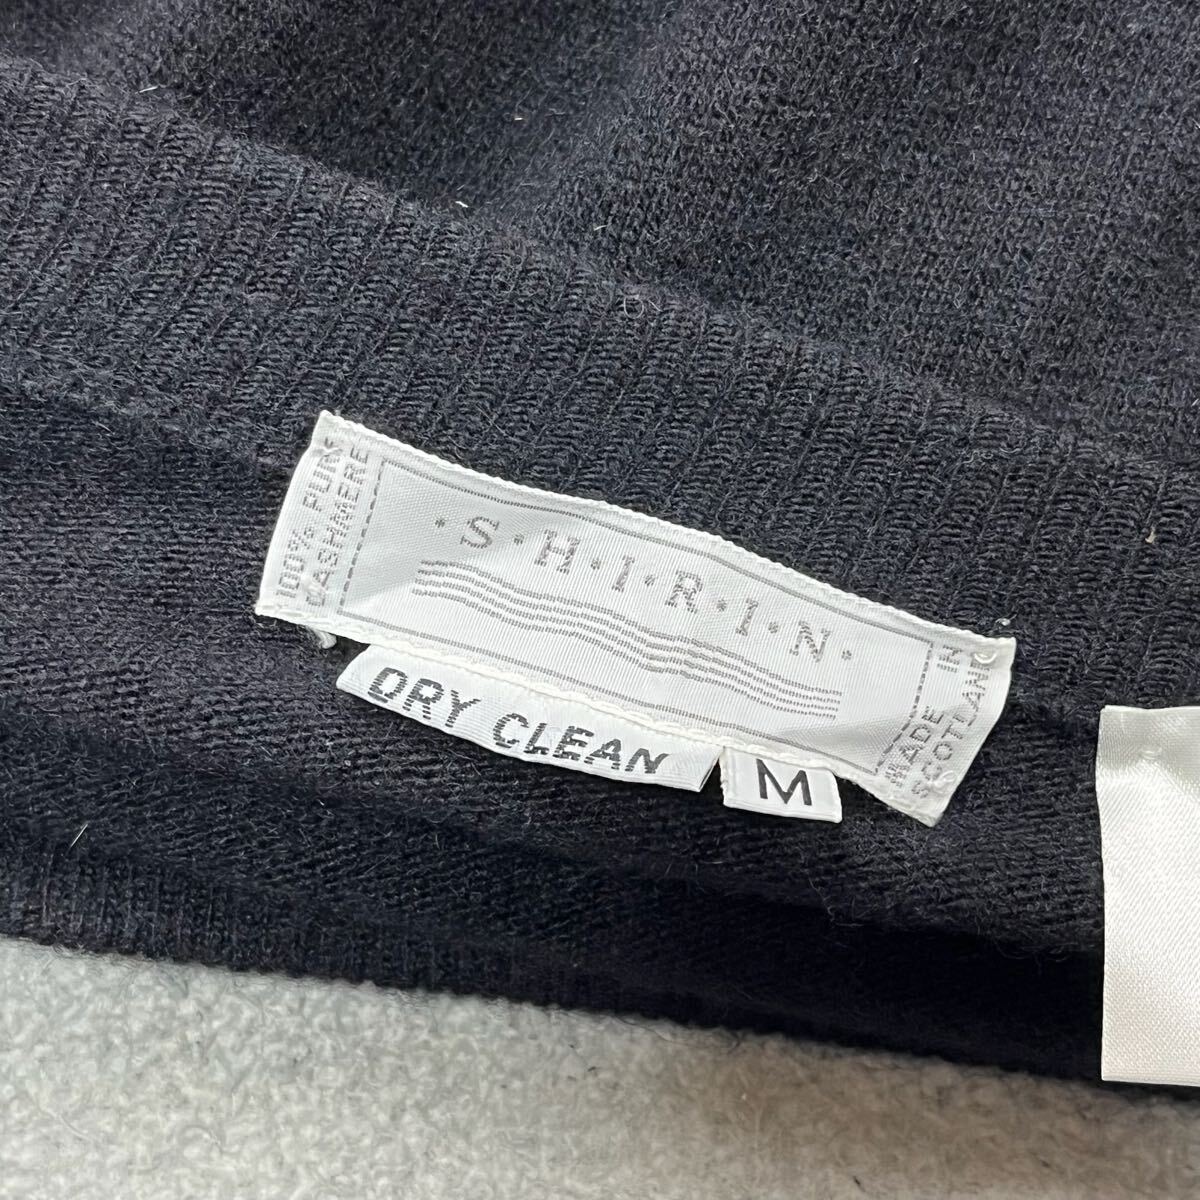 100% PURE
CASHMERE
·S·H·I·R·I·N·
MADE IN
SCOTLAND
DRY CLEAN
M